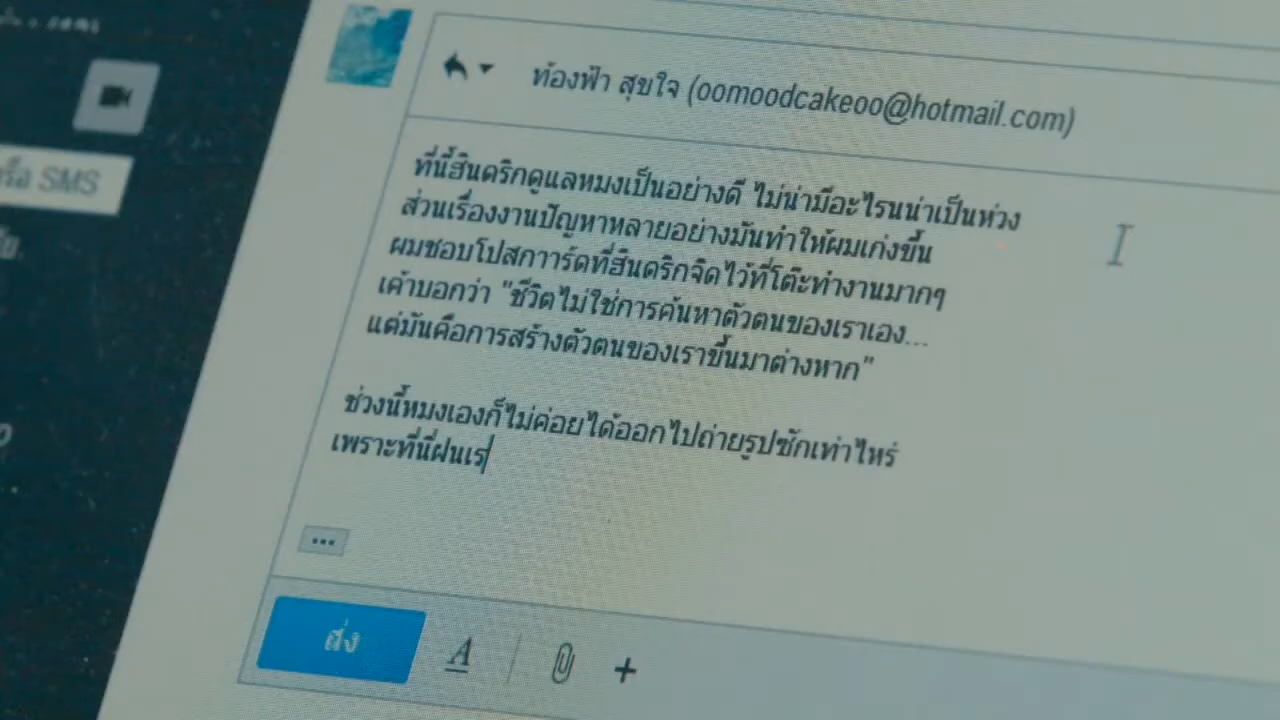 SMS
ท้องฟ้า สุขใจ (oomoodcakeoo@hotmail.com)
ที่นี้ฮินดริกดูแลหมงเป็นอย่างดี ไม่น่ามีอะไรนน่าเป็นห่วง
ส่วนเรื่องงานปัญหาหลายอย่างมันทำให้ผมเก่งขึ้น
ผมชอบโปสกาาร์ดที่ฮินดริกจิดไว้ที่โต๊ะทำงานมากๆ
เค้าบอกว่า "ชีวิตไม่ใช่การค้นหาตัวตนของเราเอง...
แต่มันคือการสร้างตัวตนของเราขึ้นมาต่างหาก"
ช่วงนี้หมงเองก็ไม่ค่อยได้ออกไปถ่ายรูปซักเท่าไหร่
เพราะที่นี่ฝนเร
ส่ง
A